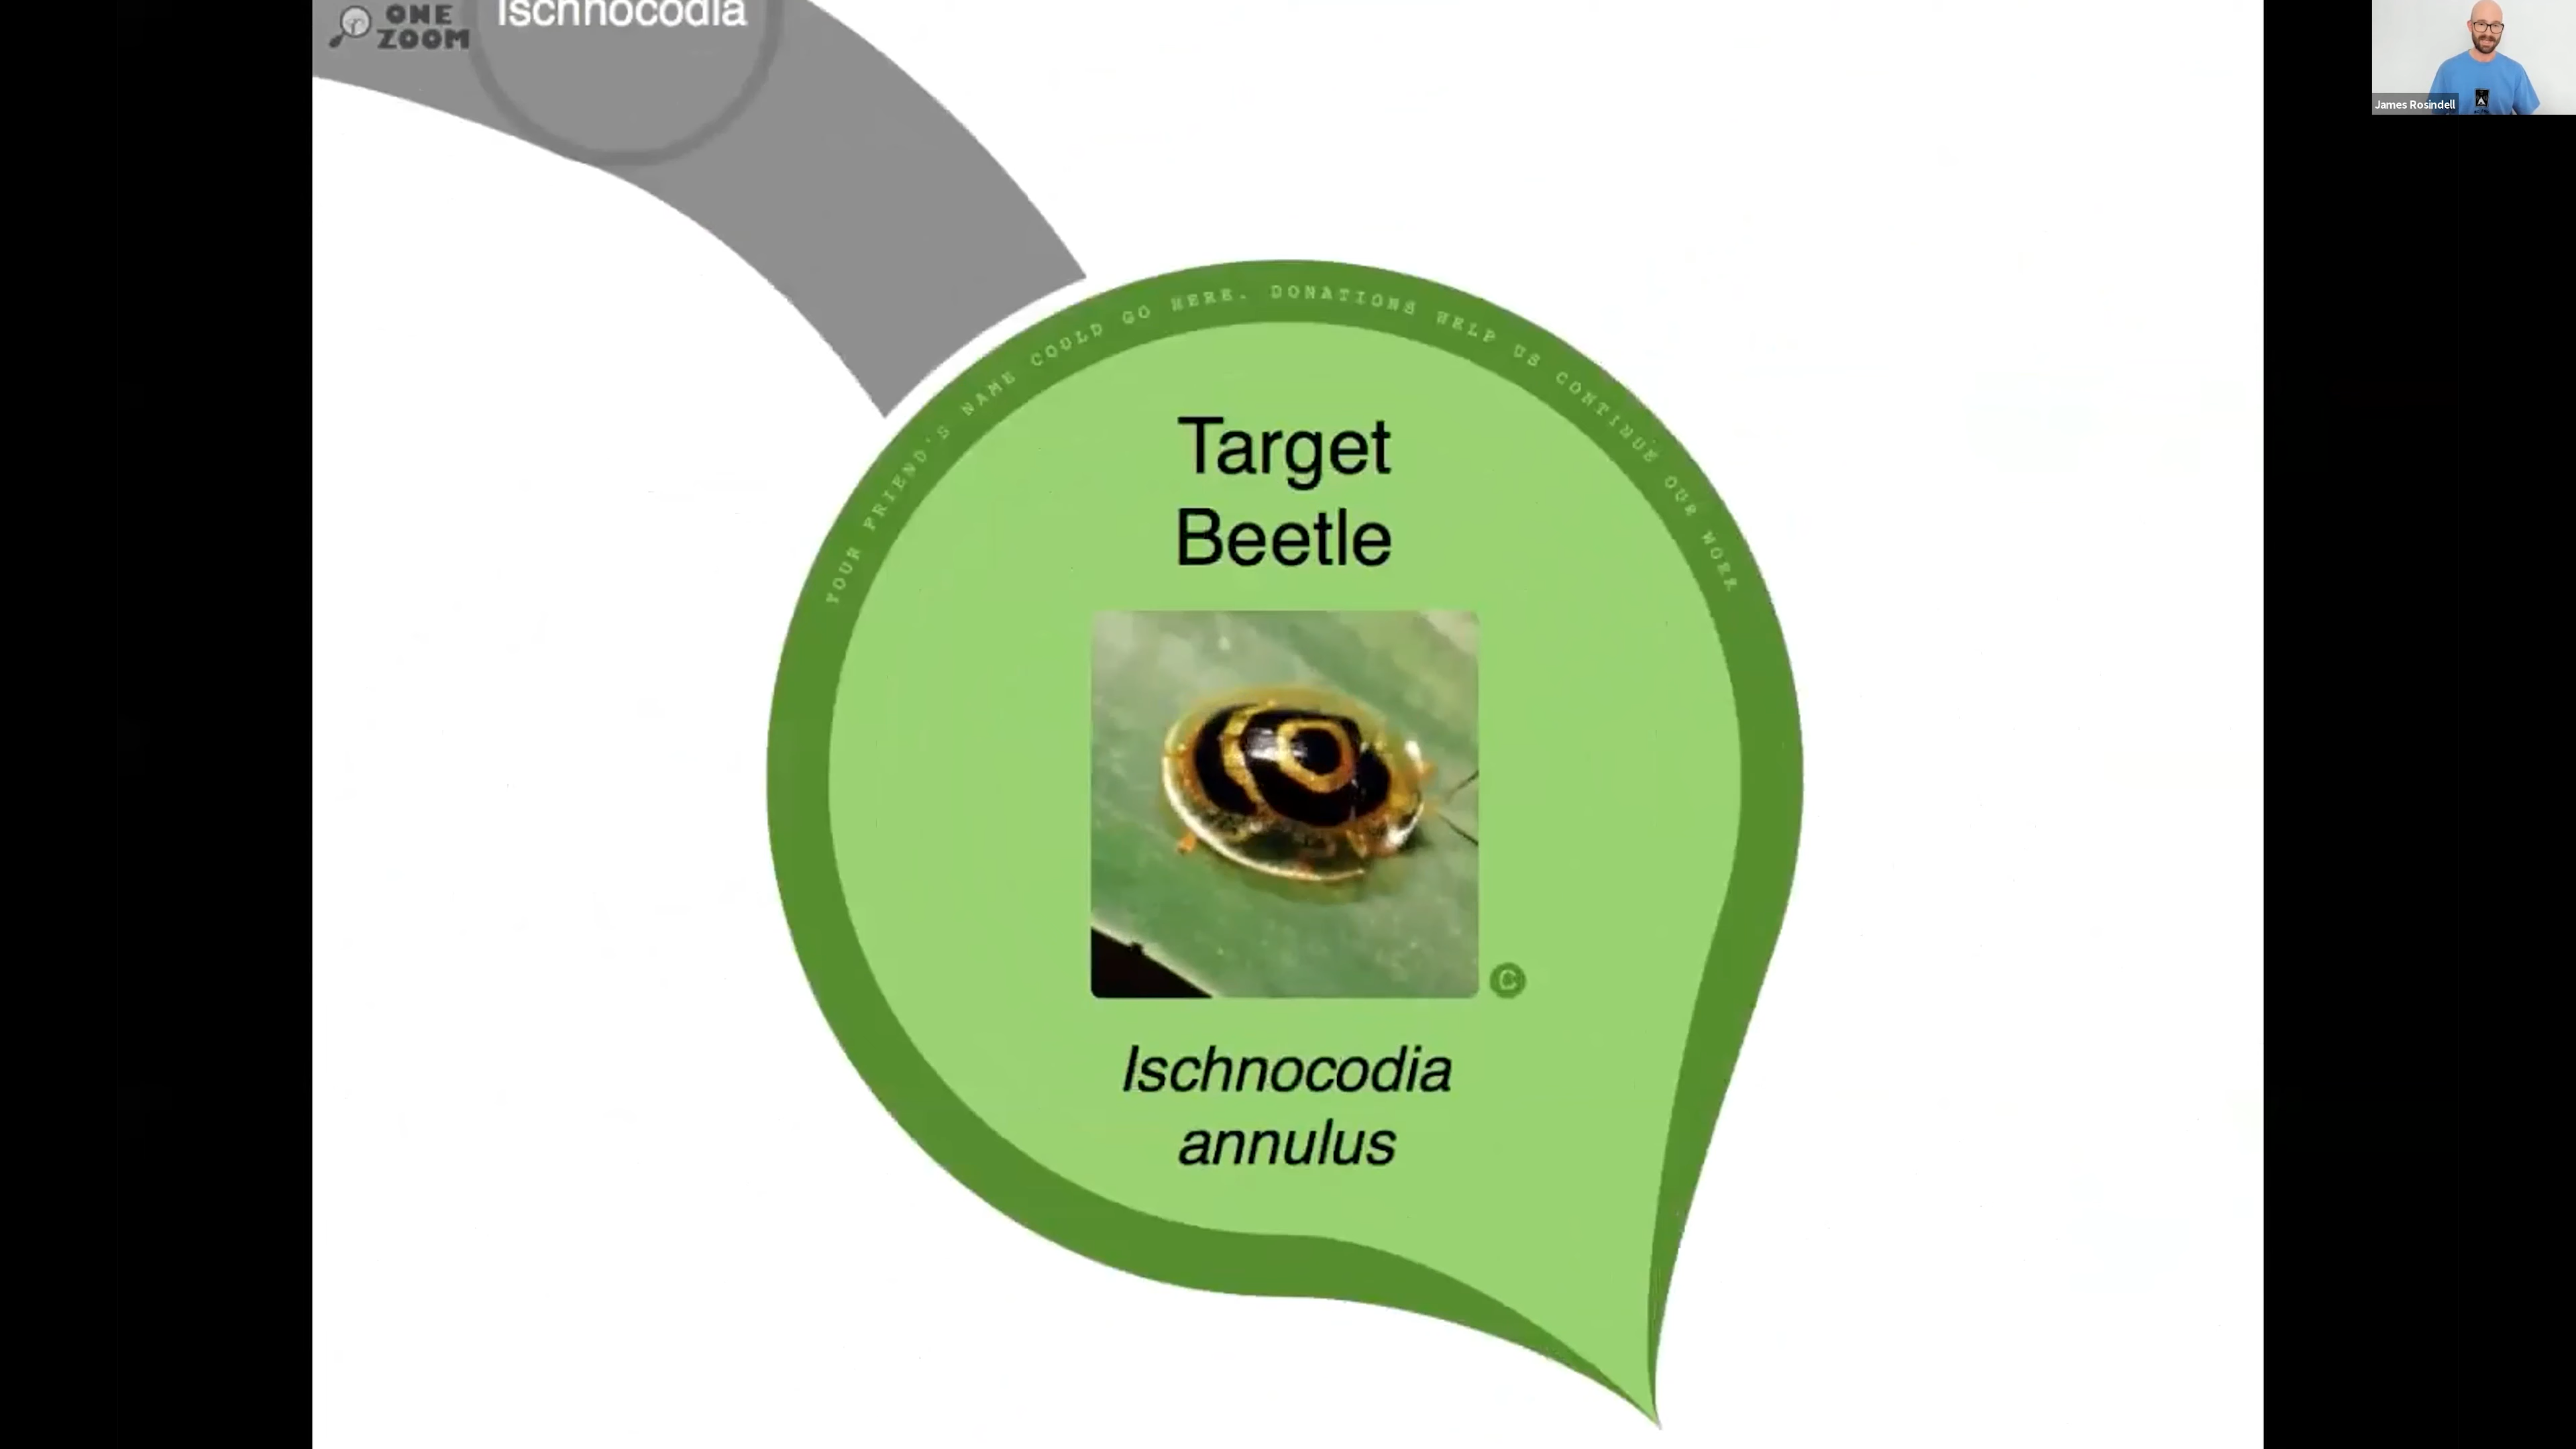 ONE
ZOOM
Ischnocodia
James Rosindell
YOUR FRIEND'S NAME COULD GO HERE. DONATIONS HELP US CONTINUE OUR WORK
Target
Beetle
©
Ischnocodia
annulus